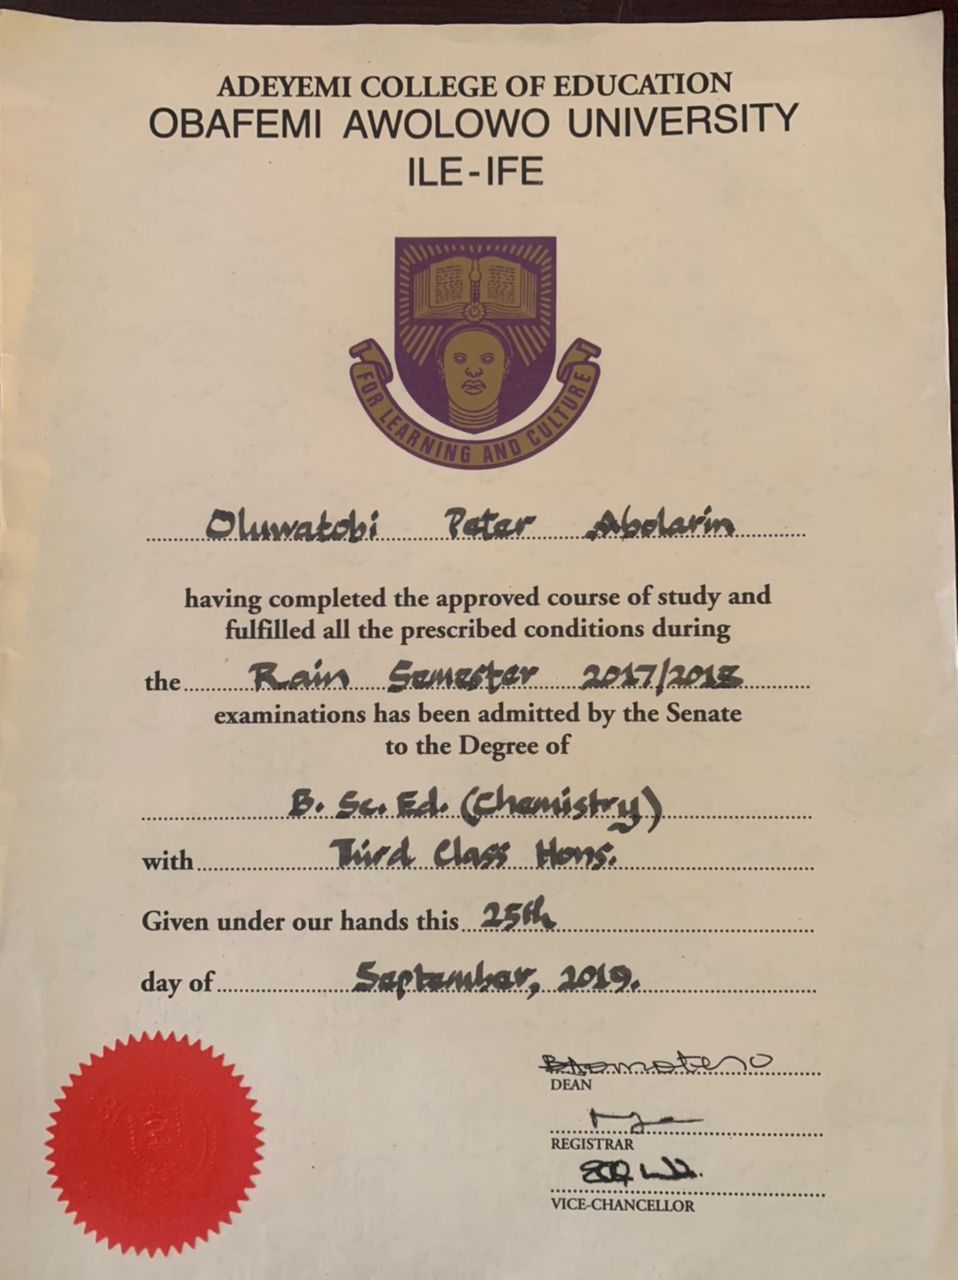 ADEYEMI COLLEGE OF EDUCATION
OBAFEMI AWOLOWO UNIVERSITY
ILE-IFE
FOR LEARNING AND CULTURE
Oluwatobi Peter Abolarin
having completed the approved course of study and
fulfilled all the prescribed conditions during
the Rain Semester 2017/2018
examinations has been admitted by the Senate
to the Degree of
B. Sc. Ed. (Chemistry)
with Third Class Hons.
Given under our hands this 25th
day of September, 2019.
DEAN
REGISTRAR
VICE-CHANCELLOR